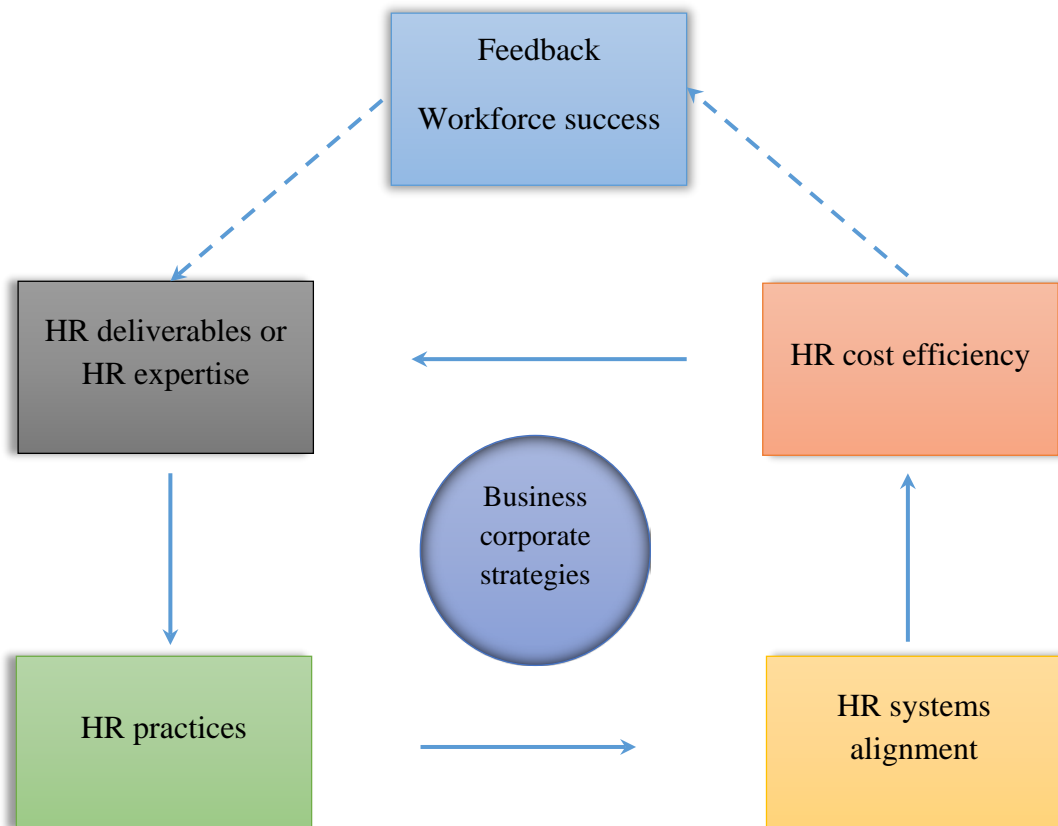 Feedback
Workforce success
HR deliverables or
HR expertise
HR cost efficiency
Business
corporate
strategies
HR practices
HR systems
alignment